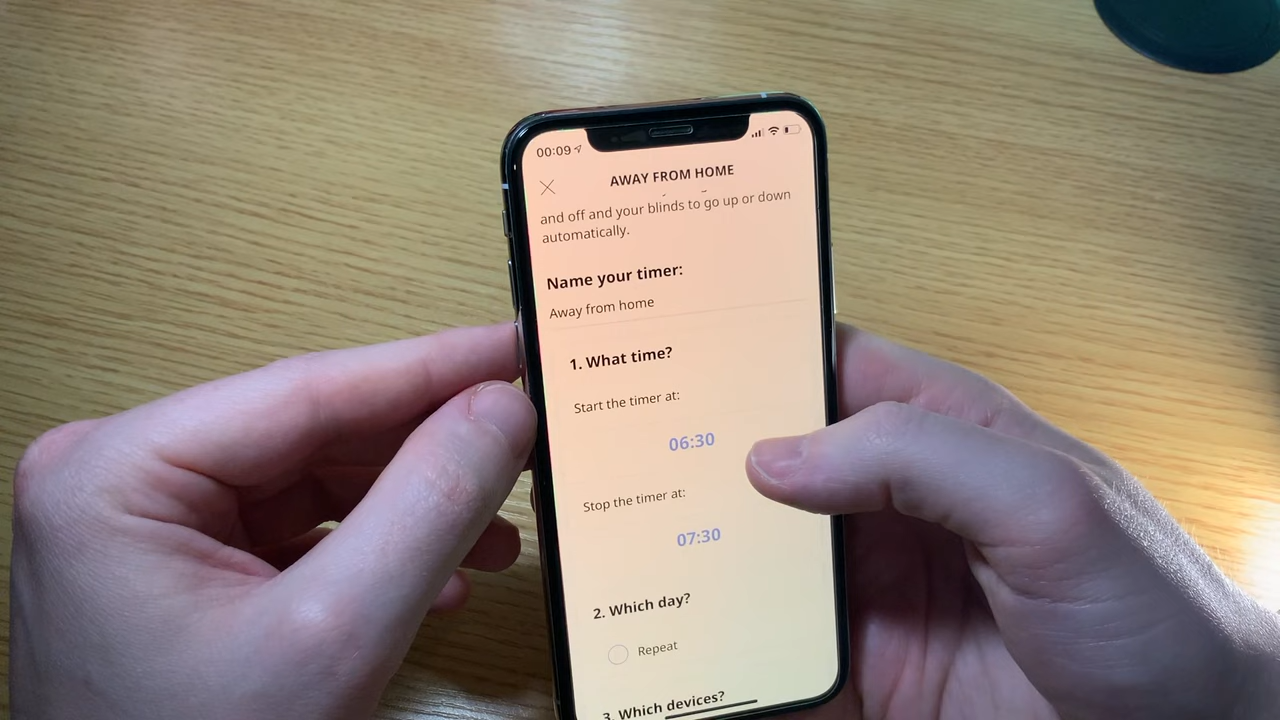 00:09
AWAY FROM HOME
and off and your blinds to go up or down
automatically.
Name your timer:
Away from home
1. What time?
Start the timer at:
06:30
Stop the timer at:
07:30
2. Which day?
Repeat
3. Which devices?